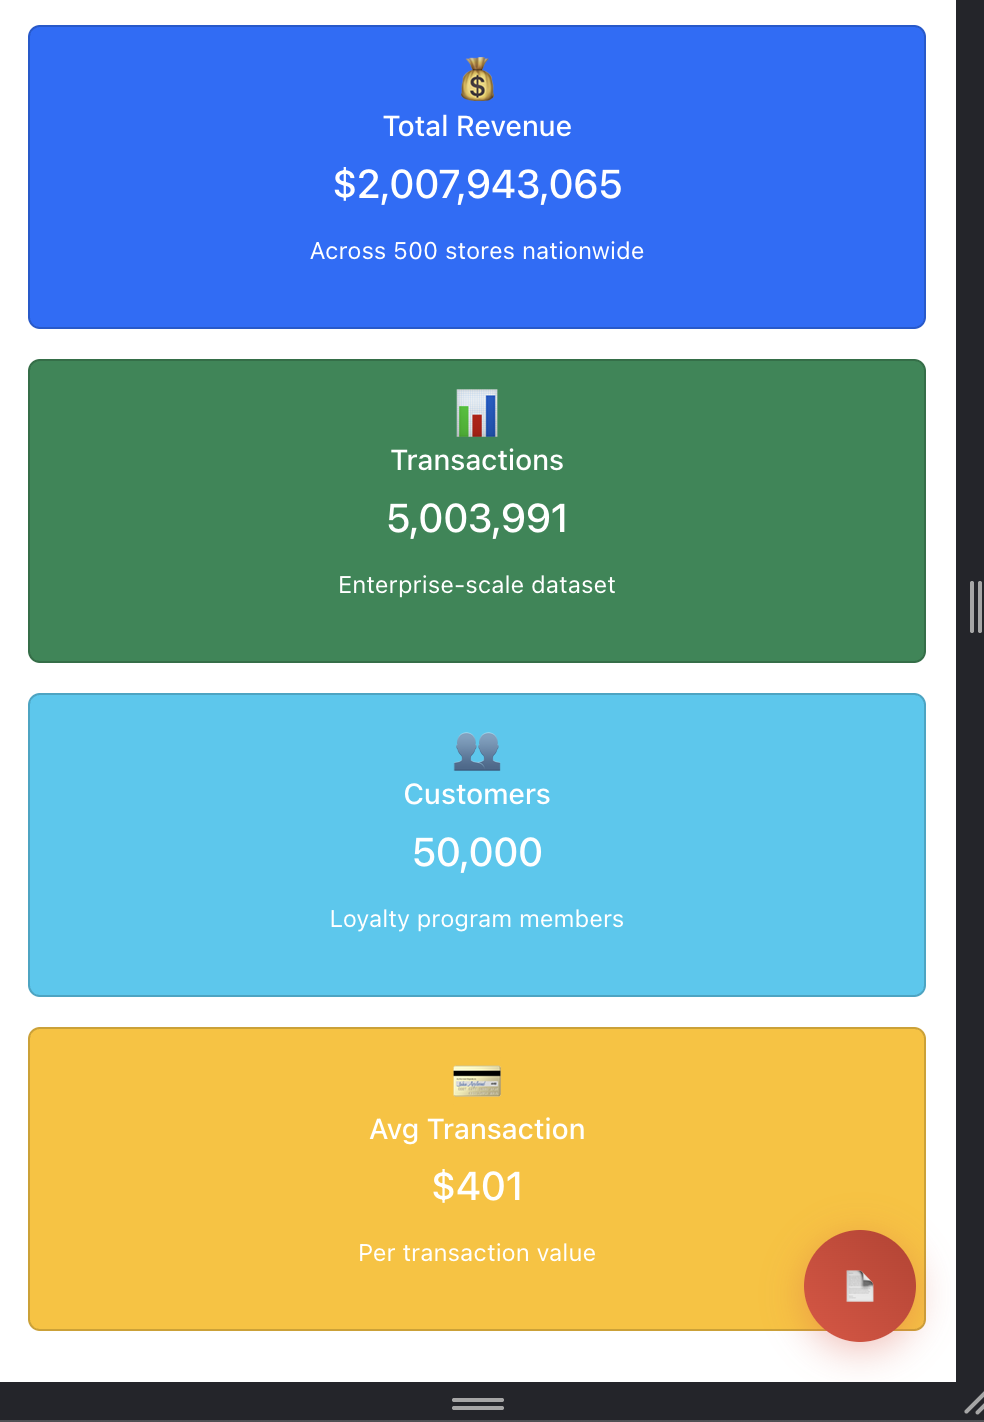 Total Revenue
$2,007,943,065
Across 500 stores nationwide
Transactions
5,003,991
Enterprise-scale dataset
Customers
50,000
Loyalty program members
Avg Transaction
$401
Per transaction value